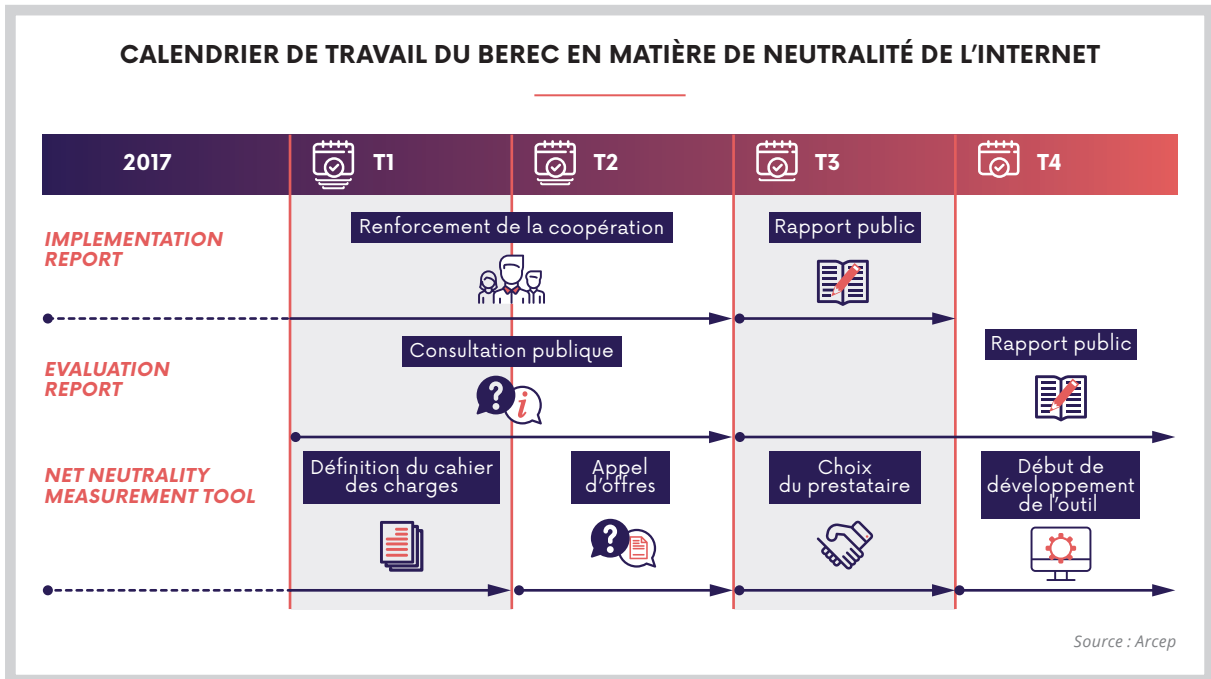 CALENDRIER DE TRAVAIL DU BEREC EN MATIÈRE DE NEUTRALITÉ DE L'INTERNET
2017
T1
T2
T3
T4
IMPLEMENTATION
REPORT
Renforcement de la coopération
Rapport public
EVALUATION
REPORT
Consultation publique
Rapport public
NET NEUTRALITY
MEASUREMENT TOOL
Définition du cahier
des charges
Appel
d'offres
Choix
du prestataire
Début de
développement
de l'outil
Source : Arcep